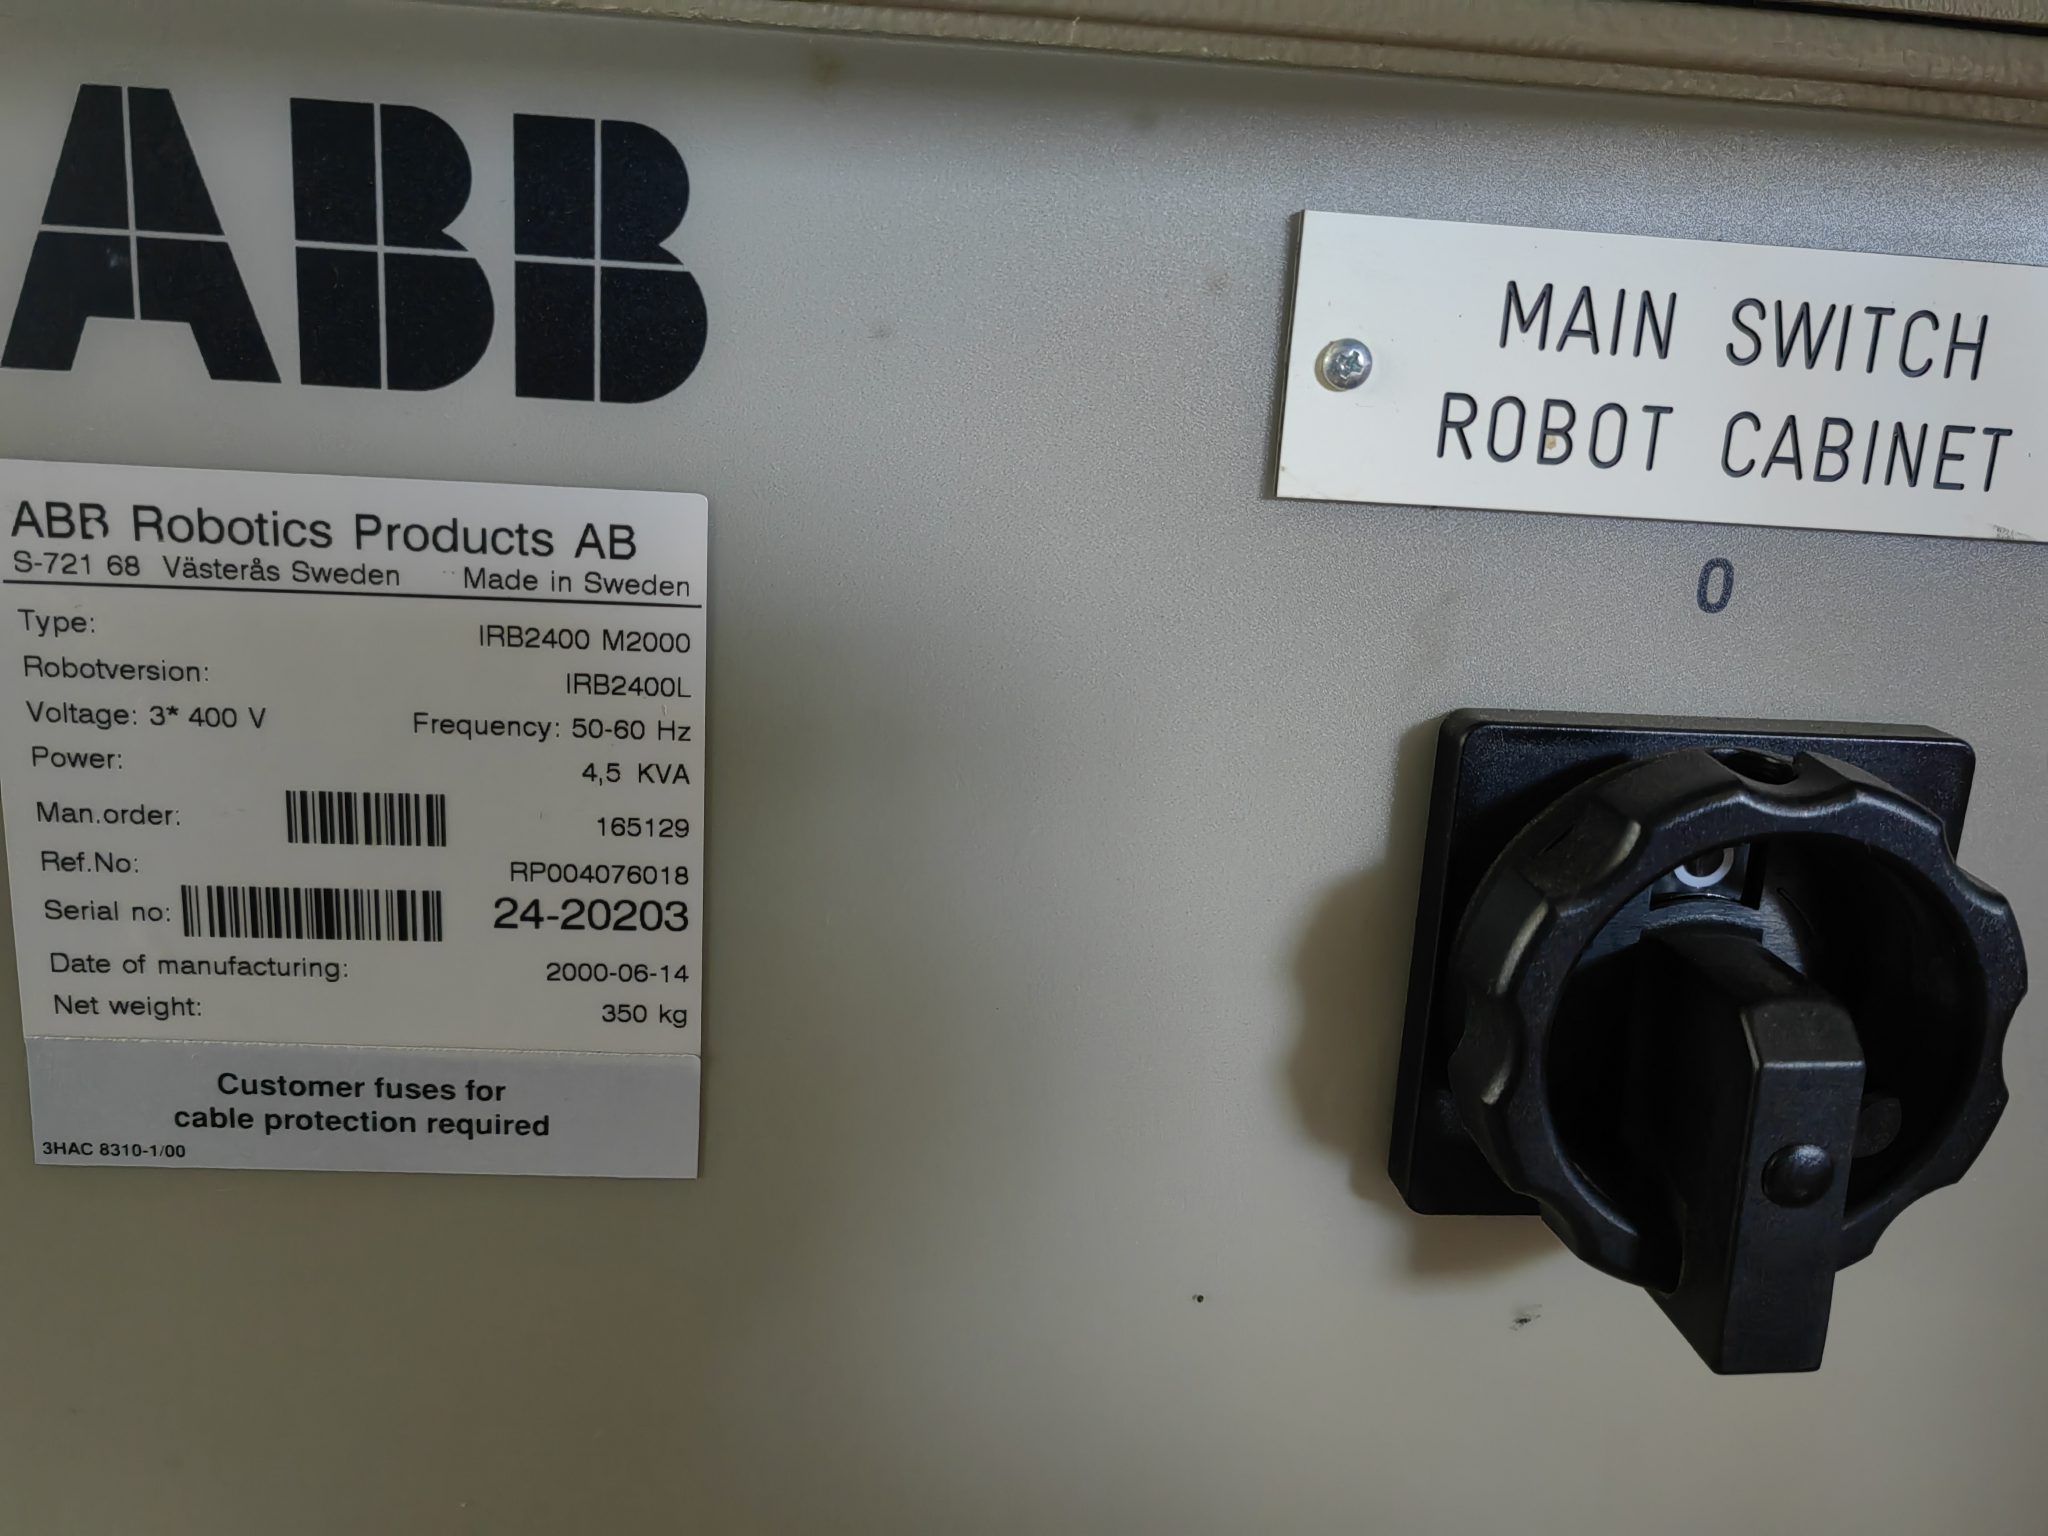 ABB
MAIN SWITCH
ROBOT CABINET
0
0
ABB Robotics Products AB
S-721 68 Västerås Sweden Made in Sweden
Type: IRB2400 M2000
Robotversion: IRB2400L
Voltage: 3* 400 V Frequency: 50-60 Hz
Power: 4,5 KVA
Man.order: 165129
Ref.No: RP004076018
Serial no: 24-20203
Date of manufacturing: 2000-06-14
Net weight: 350 kg
Customer fuses for
cable protection required
3HAC 8310-1/00